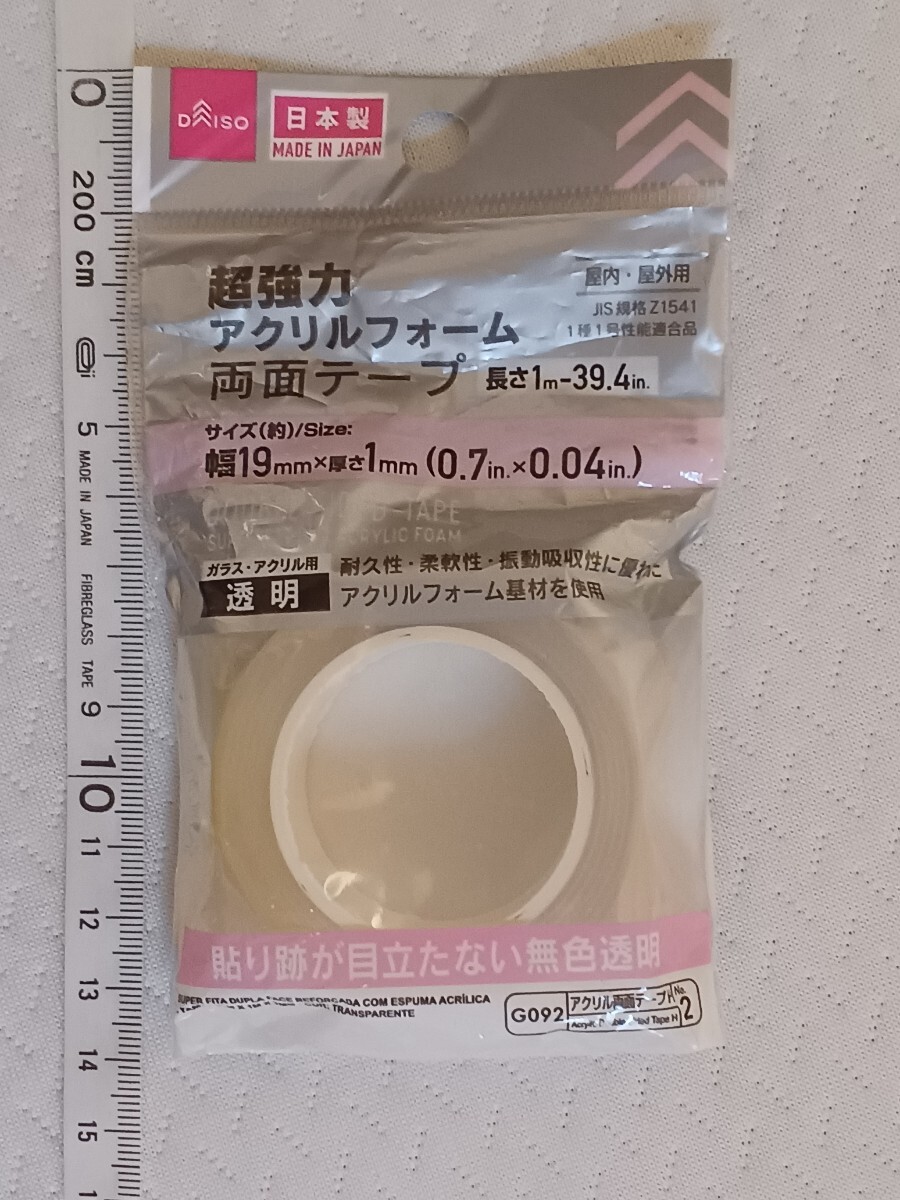 0
200 cm
5
MADE IN JAPAN
FIBREGLASS TAPE
9
10
11
12
13
14
15
DAISO
日本製
MADE IN JAPAN
超強力
アクリルフォーム
両面テープ
長さ1m-39.4in.
屋内・屋外用
JIS規格Z1541
1種1号性能適合品
サイズ(約)/Size:
幅19mm×厚さ1mm (0.7in.×0.04in.)
TAPE
ACRYLIC FOAM
ガラス・アクリル用
透明
耐久性・柔軟性・振動吸収性に優れた
アクリルフォーム基材を使用
貼り跡が目立たない無色透明
SUPER FITA DUPLA FACE REFORÇADA COM ESPUMA ACRÍLICA
TRANSPARENTE
G092
アクリル両面テープH
Tape H
No.
2